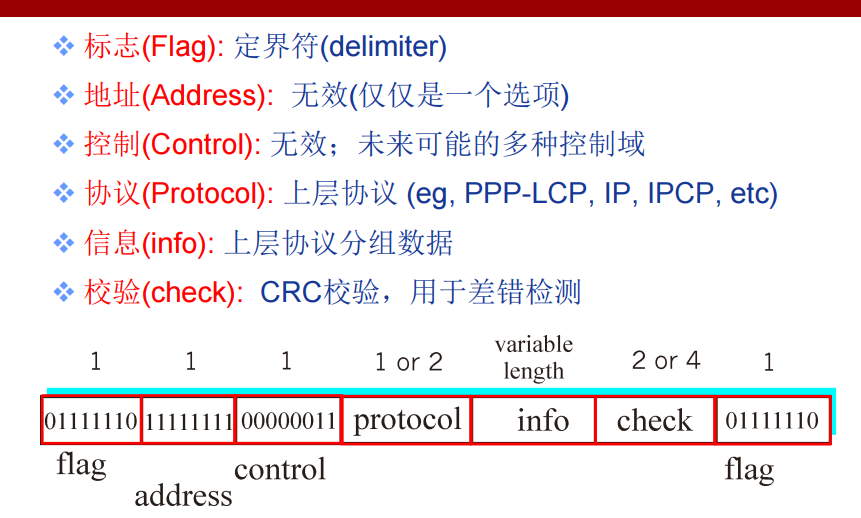 标志(Flag): 定界符(delimiter)
地址(Address): 无效(仅仅是一个选项)
控制(Control): 无效；未来可能的多种控制域
协议(Protocol): 上层协议 (eg, PPP-LCP, IP, IPCP, etc)
信息(info): 上层协议分组数据
校验(check): CRC校验，用于差错检测
1 1 1 1 or 2 variable length 2 or 4 1
01111110 11111111 00000011 protocol info check 01111110
flag address control flag